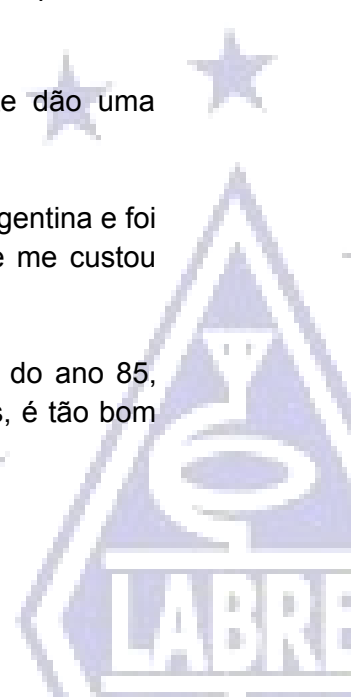 e dão uma
gentina e foi
e me custou
do ano 85,
s, é tão bom
LABRE